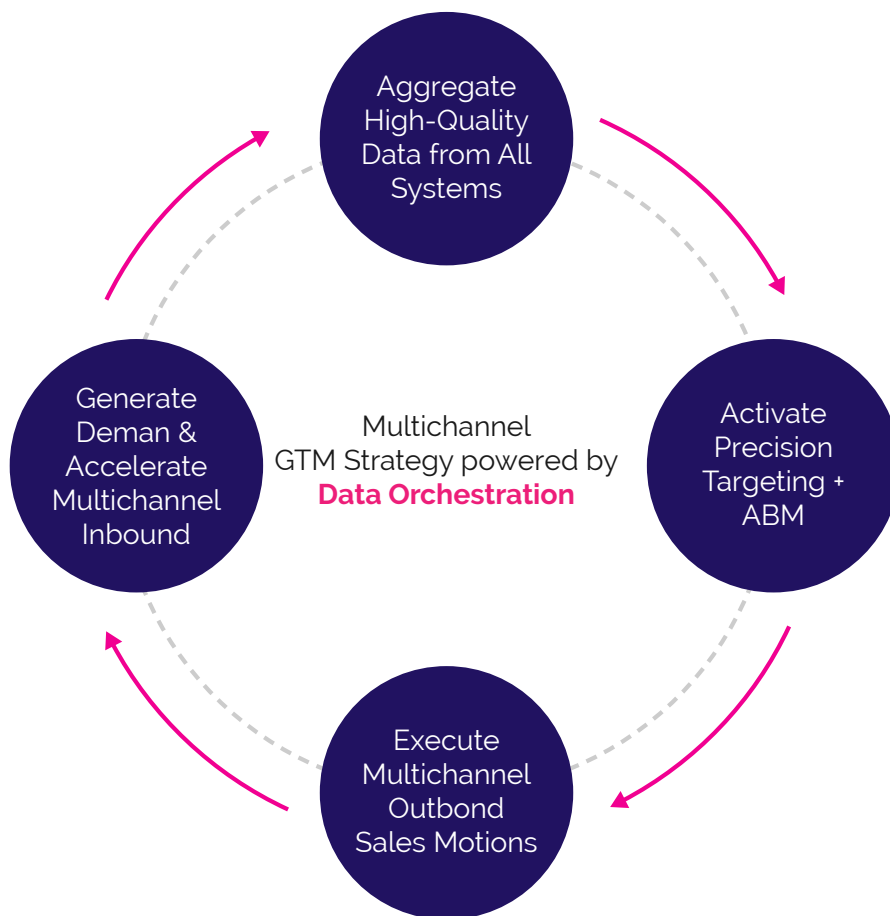 Aggregate
High-Quality
Data from All
Systems
Generate
Deman &
Accelerate
Multichannel
Inbound
Multichannel
GTM Strategy powered by
Data Orchestration
Activate
Precision
Targeting +
ABM
Execute
Multichannel
Outbond
Sales Motions